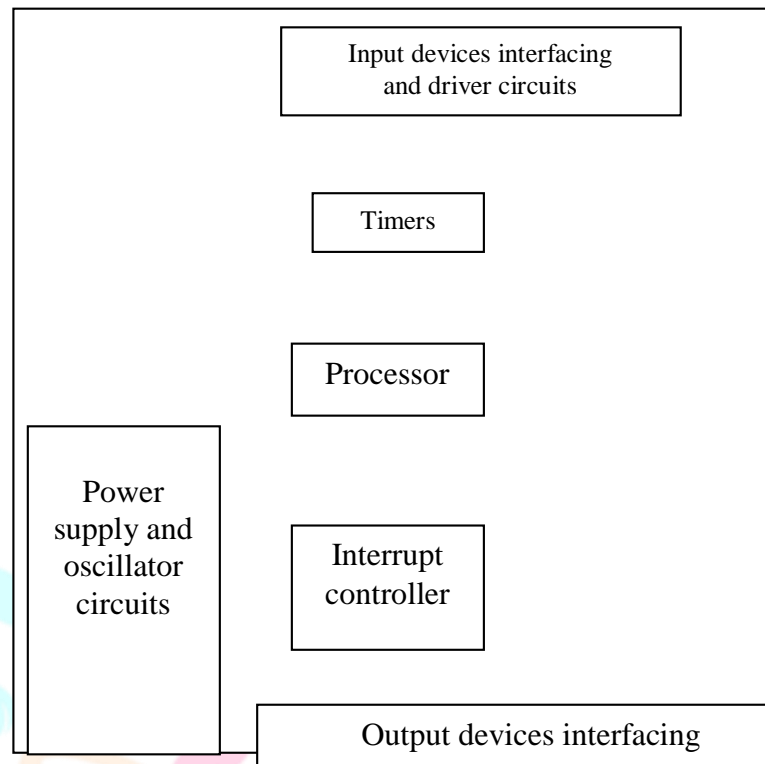 Input devices interfacing
and driver circuits
Timers
Processor
Power
supply and
oscillator
circuits
Interrupt
controller
Output devices interfacing